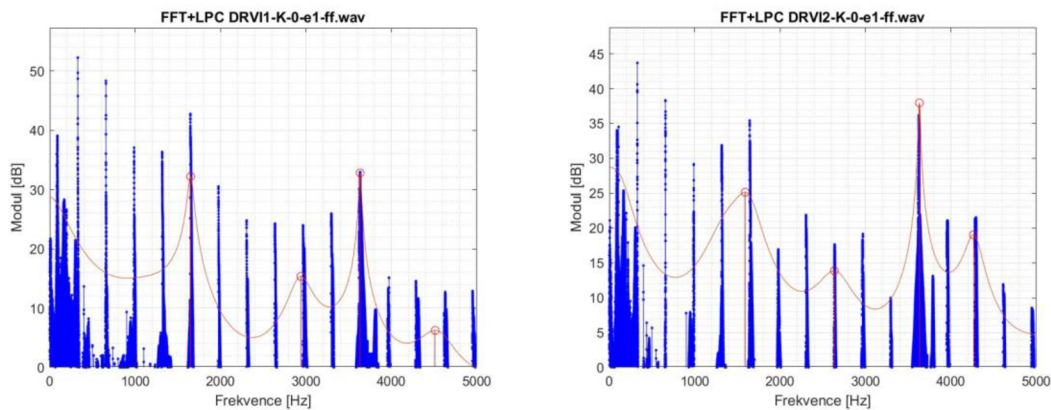 FFT+LPC DRVI1-K-0-e1-ff.wav
50
40
30
20
10
0
Modul [dB]
0 1000 2000 3000 4000 5000
Frekvence [Hz]
FFT+LPC DRVI2-K-0-e1-ff.wav
45
40
35
30
25
20
15
10
5
0
Modul [dB]
0 1000 2000 3000 4000 5000
Frekvence [Hz]